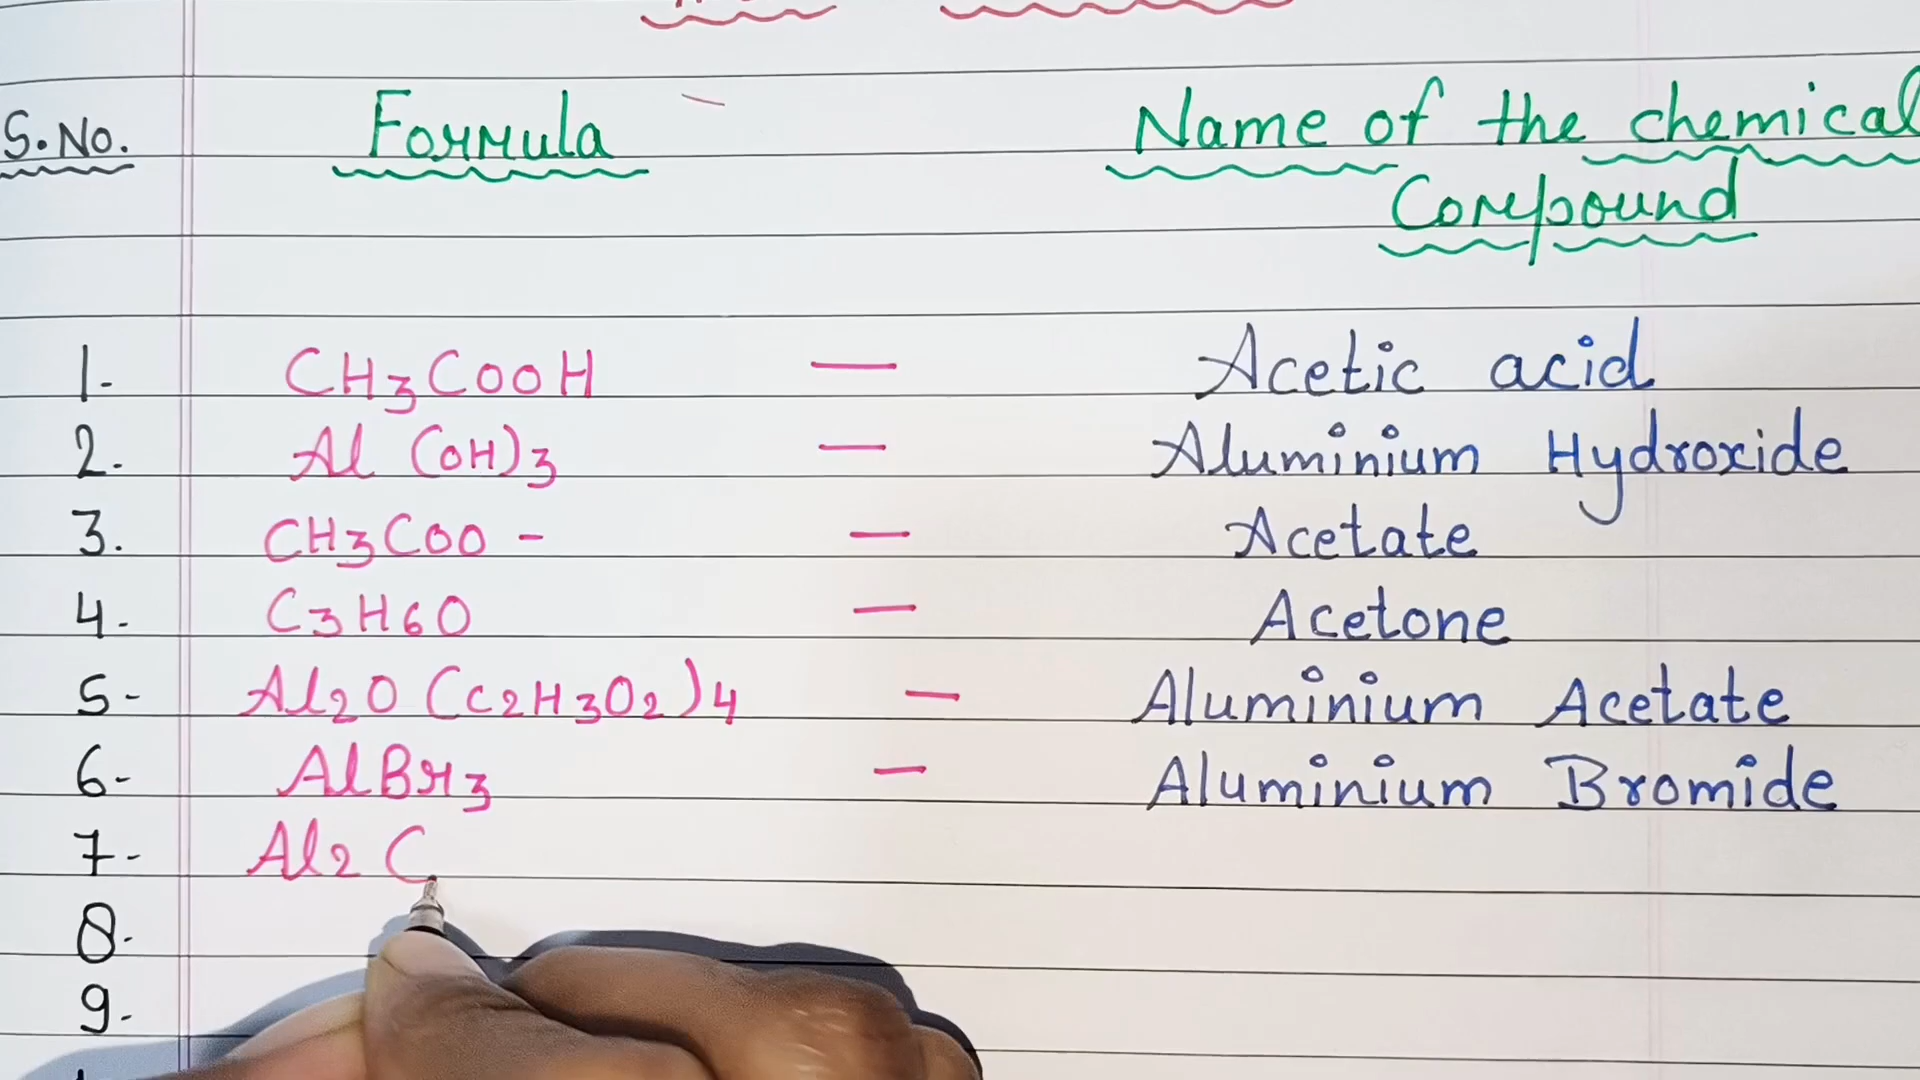 S.No. Formula Name of the chemical
Compound
1. CH3COOH — Acetic acid
2. Al (OH)3 — Aluminium Hydroxide
3. CH3COO - — Acetate
4. C3H6O — Acetone
5- Al2O (C2H3O2)4 — Aluminium Acetate
6- AlBr3 — Aluminium Bromide
7- Al2 C
8.
9.